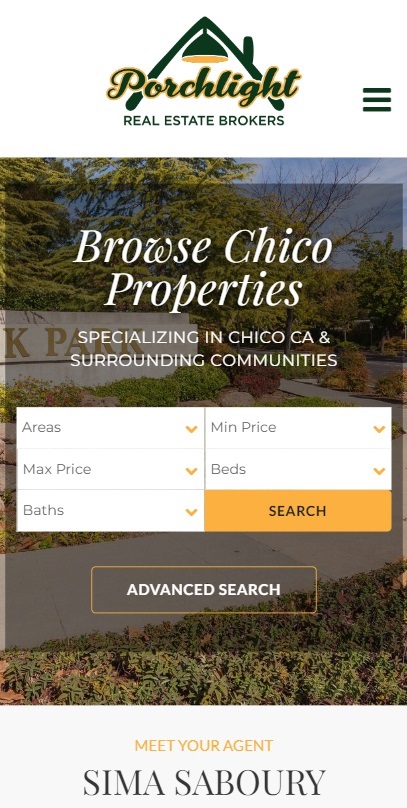 Porchlight
REAL ESTATE BROKERS
Browse Chico
Properties
SPECIALIZING IN CHICO CA &
SURROUNDING COMMUNITIES
K PARK
Areas
Min Price
Max Price
Beds
Baths
SEARCH
ADVANCED SEARCH
MEET YOUR AGENT
SIMA SABOURY